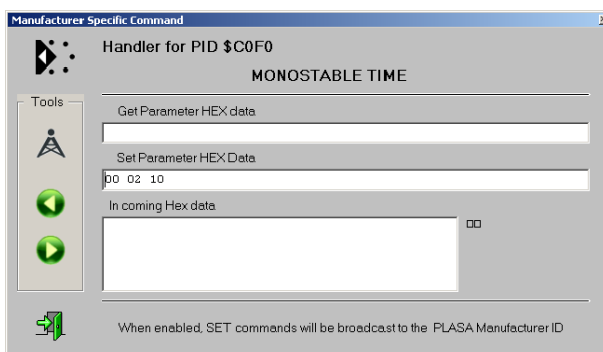 Manufacturer Specific Command
Handler for PID $C0F0
MONOSTABLE TIME
Tools
Get Parameter HEX data
Set Parameter HEX Data
00 02 10
In coming Hex data
When enabled, SET commands will be broadcast to the PLASA Manufacturer ID